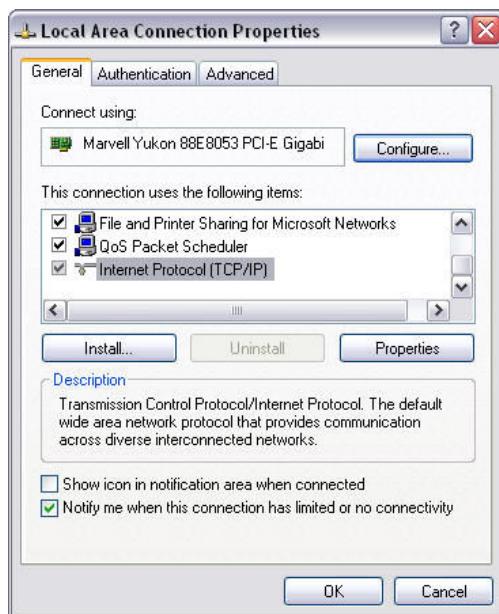 Local Area Connection Properties
General Authentication Advanced
Connect using:
Marvell Yukon 88E8053 PCI-E Gigabi
Configure...
This connection uses the following items:
File and Printer Sharing for Microsoft Networks
QoS Packet Scheduler
Internet Protocol (TCP/IP)
Install... Uninstall Properties
Description
Transmission Control Protocol/Internet Protocol. The default
wide area network protocol that provides communication
across diverse interconnected networks.
Show icon in notification area when connected
Notify me when this connection has limited or no connectivity
OK Cancel